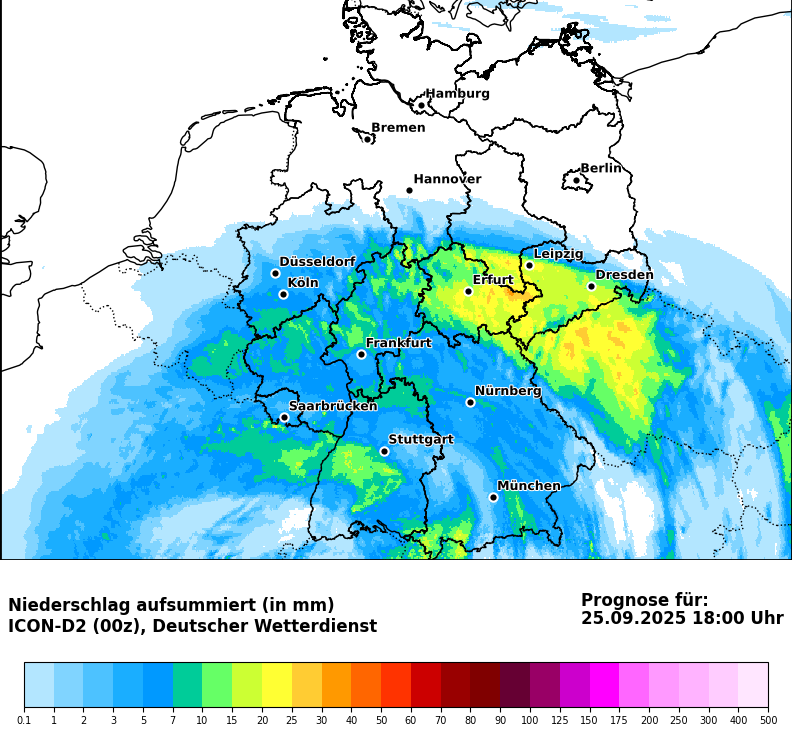 Hamburg
Bremen
Berlin
Hannover
Leipzig
Düsseldorf
Dresden
Köln
Erfurt
Frankfurt
Nürnberg
Saarbrücken
Stuttgart
München
Niederschlag aufsummiert (in mm)
ICON-D2 (00z), Deutscher Wetterdienst
Prognose für:
25.09.2025 18:00 Uhr
0.1 1 2 3 5 7 10 15 20 25 30 40 50 60 70 80 90 100 125 150 175 200 250 300 400 500